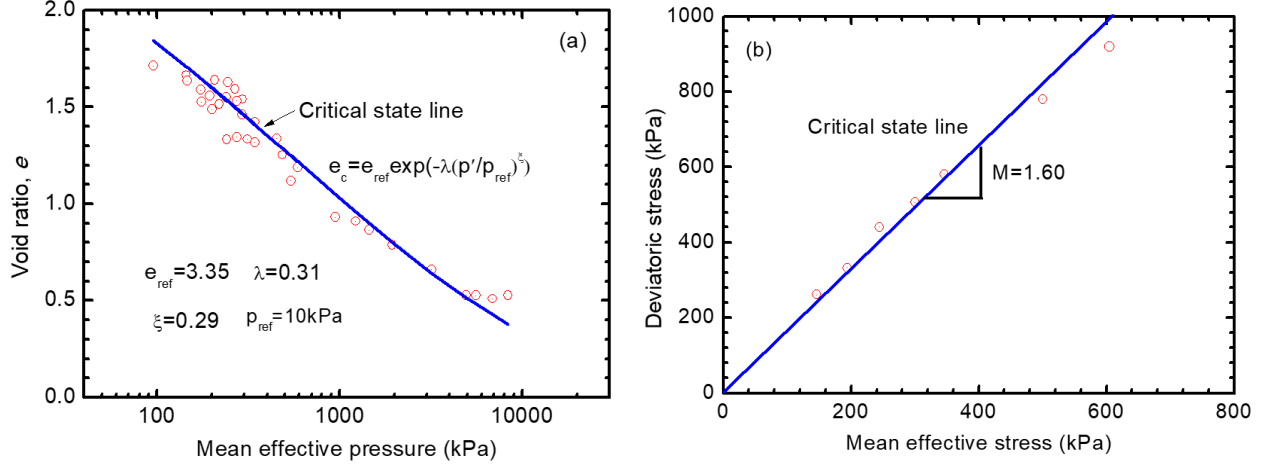 2.0
1.5
1.0
0.5
0.0
Void ratio, e
(a)
Critical state line
e_c=e_ref exp(-λ(p'/p_ref)^ξ)
e_ref=3.35 λ=0.31
ξ=0.29 p_ref=10kPa
100 1000 10000
Mean effective pressure (kPa)
1000
800
600
400
200
0
Deviatoric stress (kPa)
(b)
Critical state line
M=1.60
0 200 400 600 800
Mean effective stress (kPa)